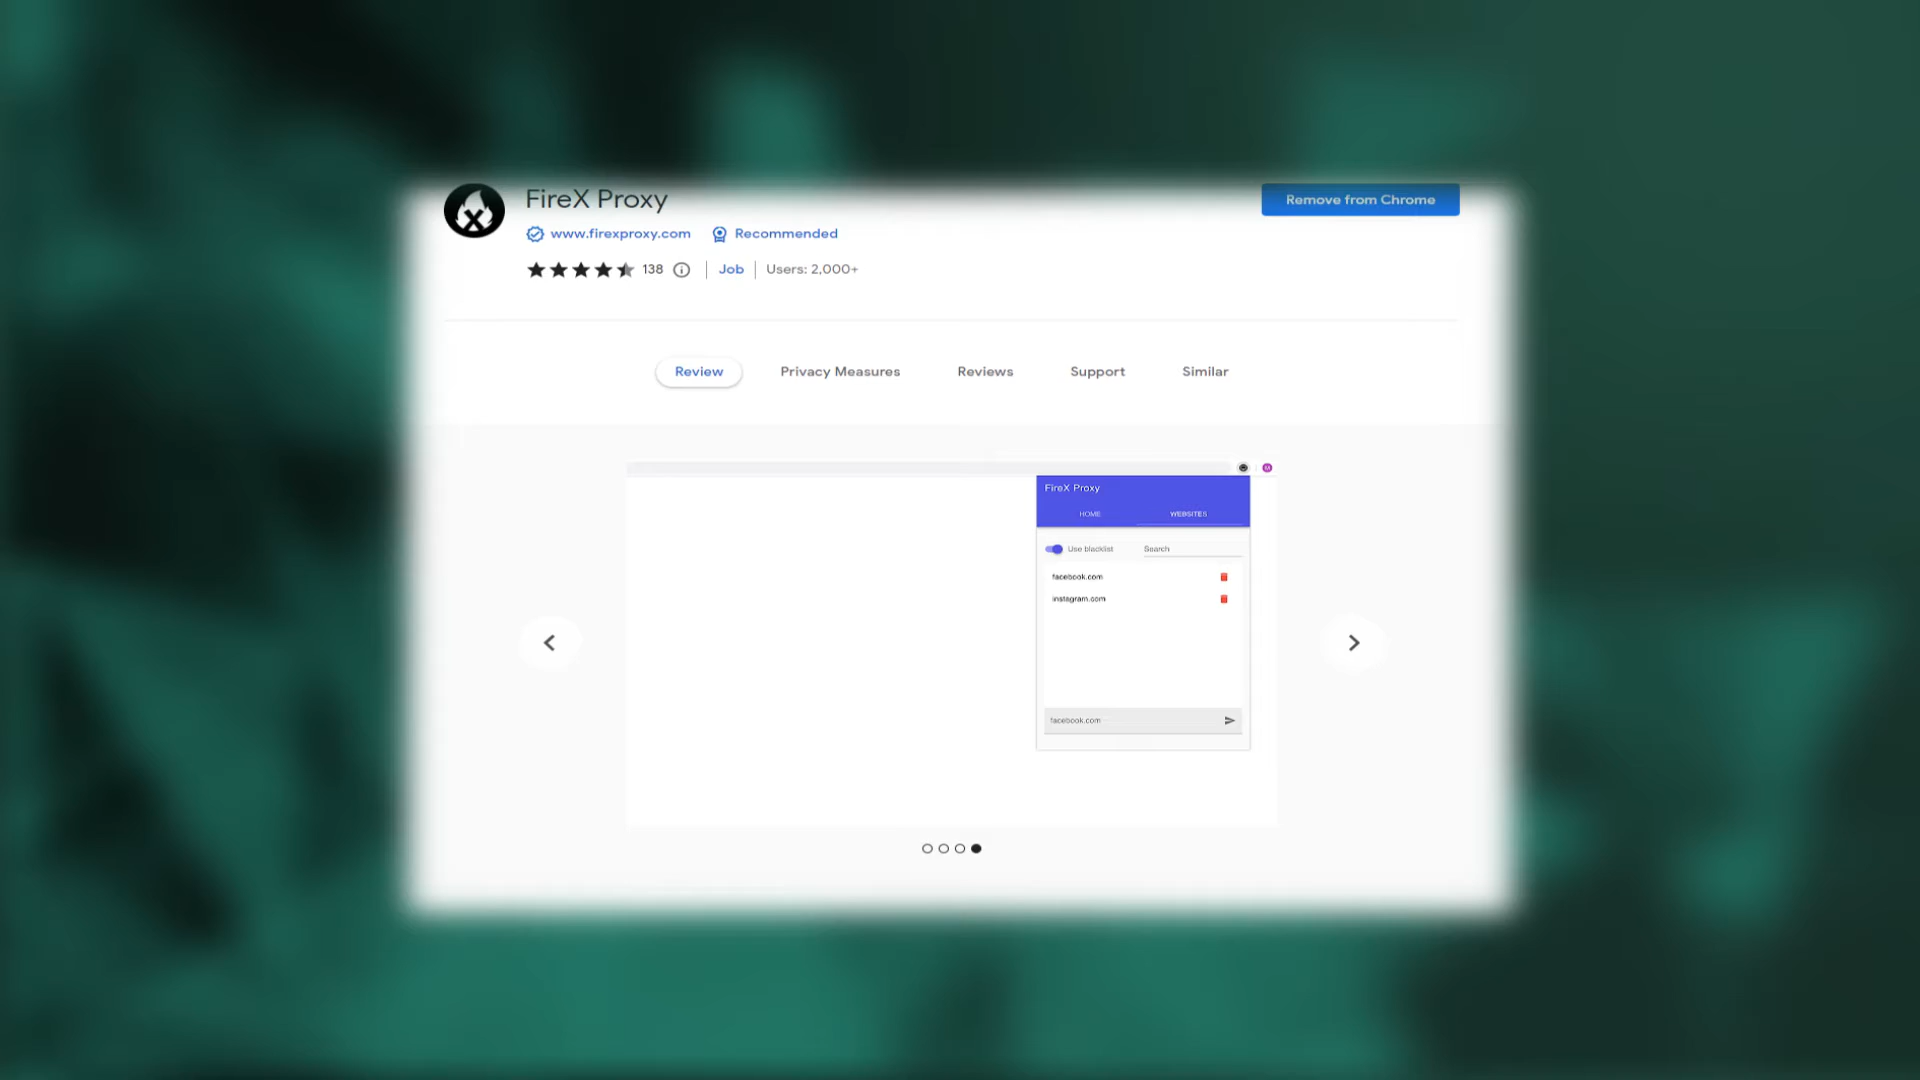 FireX Proxy
Remove from Chrome
www.firexproxy.com Recommended
138 Job Users: 2,000+
Review Privacy Measures Reviews Support Similar
FireX Proxy
HOME WEBSITES
Use blacklist Search
facebook.com
instagram.com
facebook.com